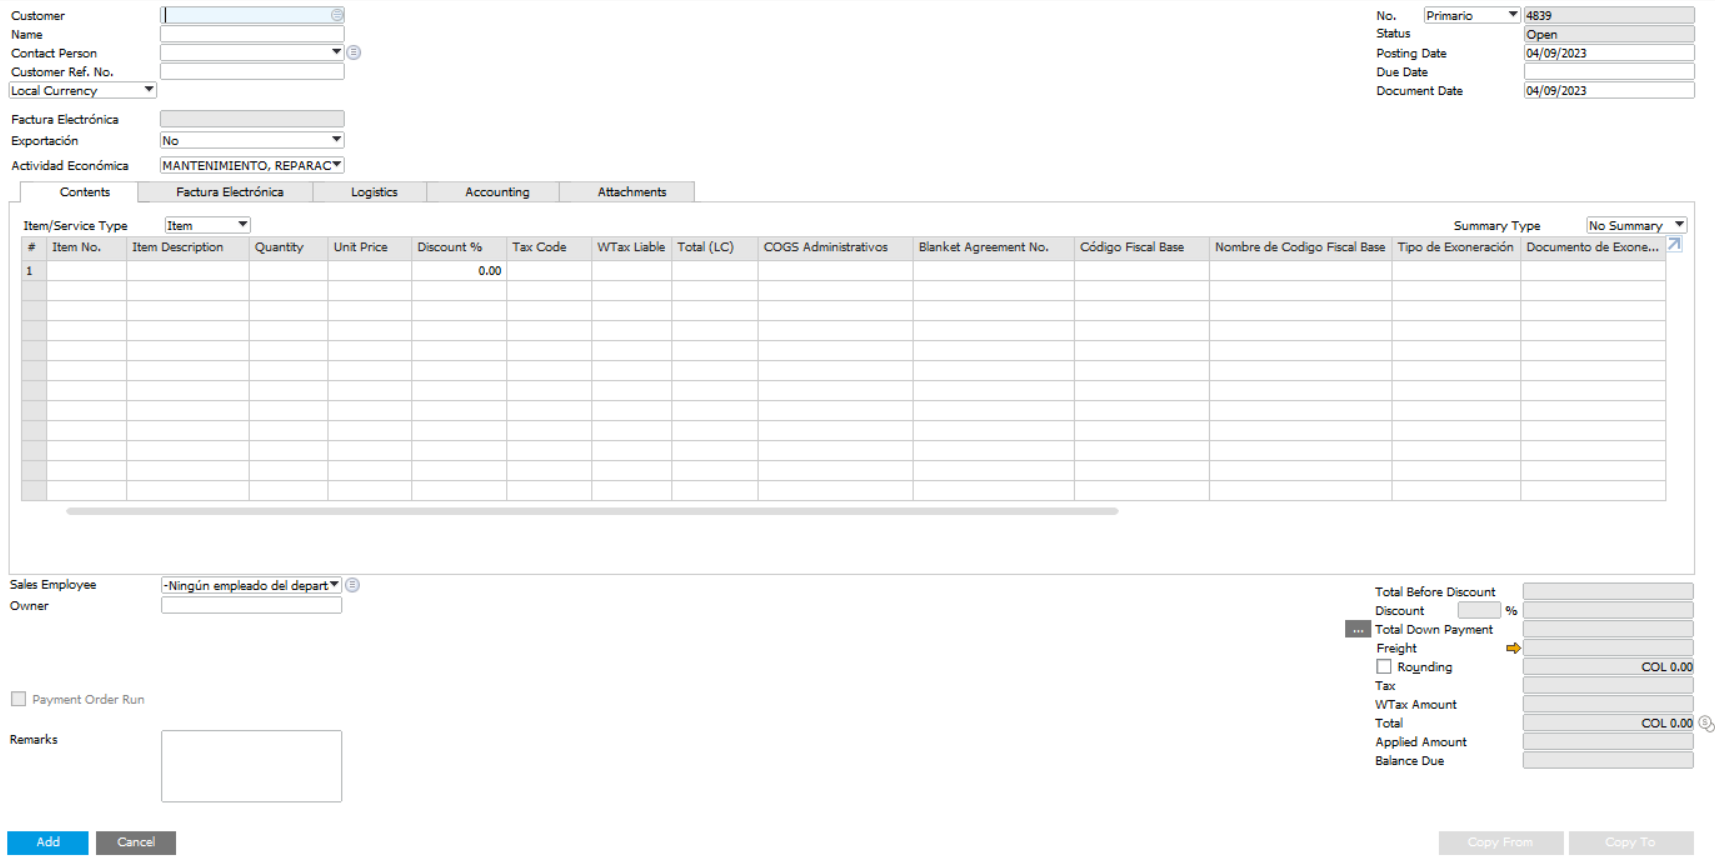 Customer
Name
Contact Person
Customer Ref. No.
Local Currency
No. Primario 4839
Status Open
Posting Date 04/09/2023
Due Date
Document Date 04/09/2023
Factura Electrónica
Exportación No
Actividad Económica MANTENIMIENTO, REPARAC
Contents Factura Electrónica Logistics Accounting Attachments
Item/Service Type Item Summary Type No Summary
# Item No. Item Description Quantity Unit Price Discount % Tax Code WTax Liable Total (LC) COGS Administrativos Blanket Agreement No. Código Fiscal Base Nombre de Codigo Fiscal Base Tipo de Exoneración Documento de Exone...
1 0.00
Sales Employee -Ningún empleado del depart
Owner
Total Before Discount
Discount %
... Total Down Payment
Freight
Rounding COL 0.00
Tax
WTax Amount
Total COL 0.00
Applied Amount
Balance Due
Payment Order Run
Remarks
Add Cancel Copy From Copy To